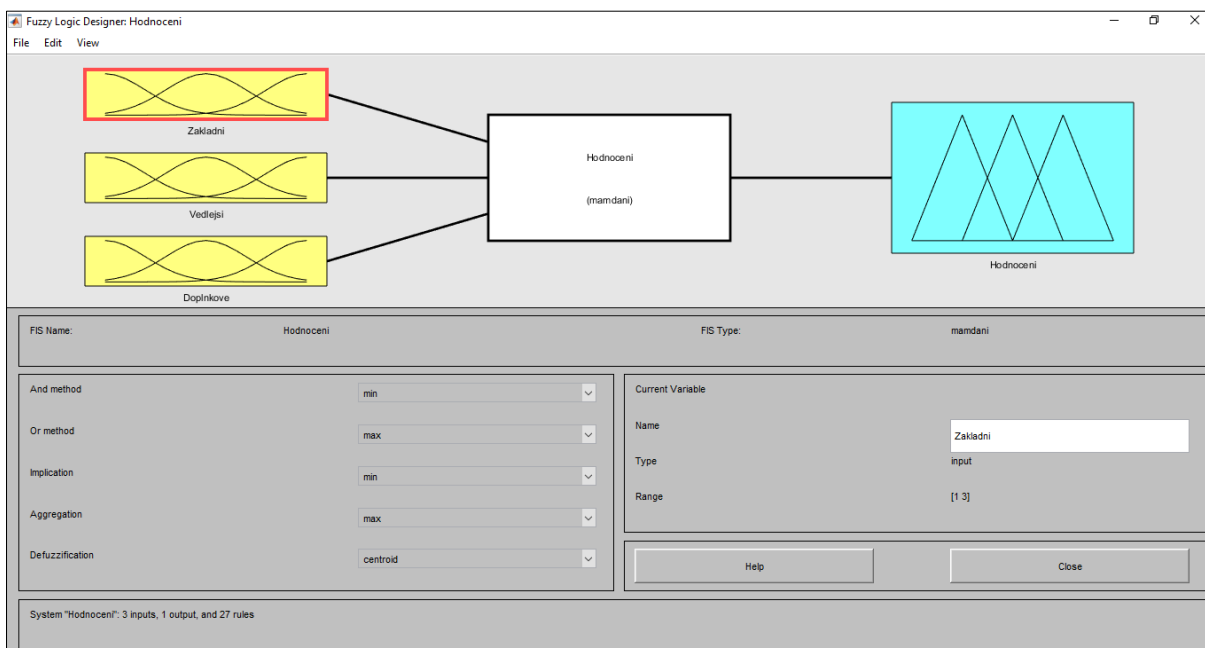 Fuzzy Logic Designer: Hodnoceni
File Edit View
Zakladni
Vedlejsi
Doplnkove
Hodnoceni
(mamdani)
Hodnoceni
FIS Name: Hodnoceni FIS Type: mamdani
And method min
Or method max
Implication min
Aggregation max
Defuzzification centroid
Current Variable
Name Zakladni
Type input
Range [1 3]
Help Close
System "Hodnoceni": 3 inputs, 1 output, and 27 rules